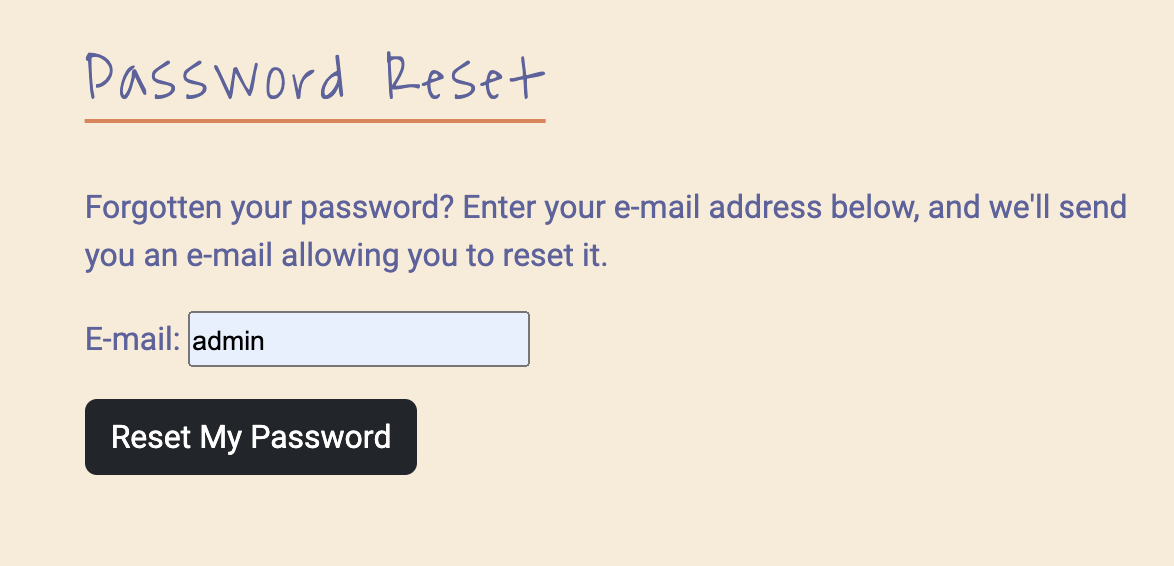 Password Reset
Forgotten your password? Enter your e-mail address below, and we'll send
you an e-mail allowing you to reset it.
E-mail: admin
Reset My Password